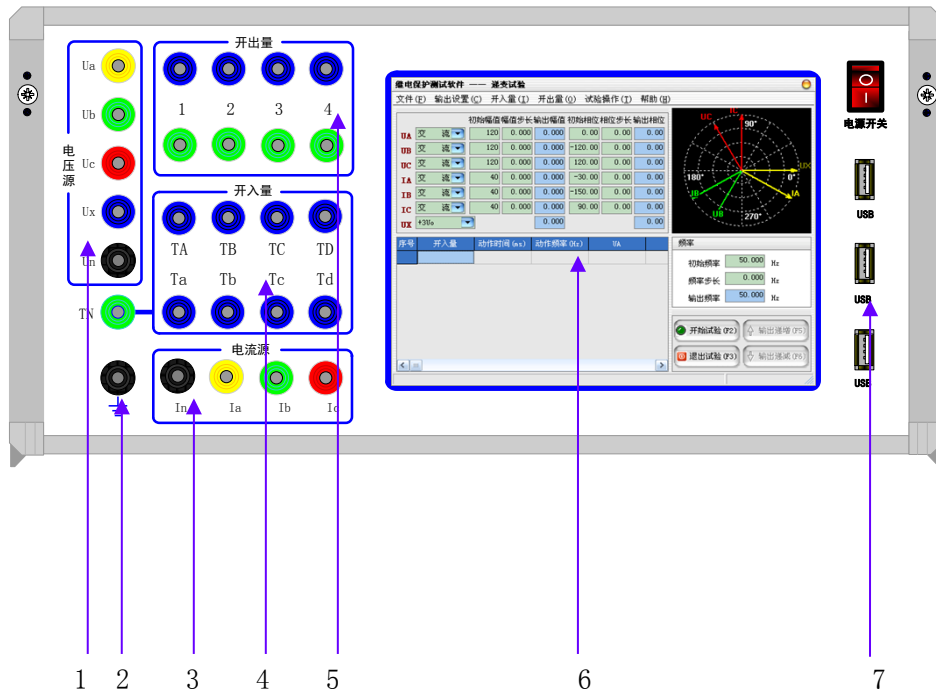 开出量
1 2 3 4
Ua
Ub
Uc
Ux
Un
TN
电压源
开入量
TA TB TC TD
Ta Tb Tc Td
电流源
In Ia Ib Ic
继电保护测试软件 —— 递变试验
文件(F) 输出设置(C) 开入量(I) 开出量(O) 试验操作(T) 帮助(H)
初始幅值 幅值步长 输出幅值 初始相位 相位步长 输出相位
UA 交 流 120 0.000 0.000 0.00 0.00 0.00
UB 交 流 120 0.000 0.000 -120.00 0.00 0.00
UC 交 流 120 0.000 0.000 120.00 0.00 0.00
IA 交 流 40 0.000 0.000 -30.00 0.00 0.00
IB 交 流 40 0.000 0.000 -150.00 0.00 0.00
IC 交 流 40 0.000 0.000 90.00 0.00 0.00
UX +3Uo 0.000 0.00
IC
UC
90°
180°
0°
270°
IB
UB
IA
序号 开入量 动作时间(ms) 动作频率(Hz) UA
频率
初始频率 50.000 Hz
频率步长 0.000 Hz
输出频率 50.000 Hz
开始试验(F2) 输出递增(F5)
退出试验(F3) 输出递减(F6)
电源开关
USB
USB
USB
1 2 3 4 5 6 7